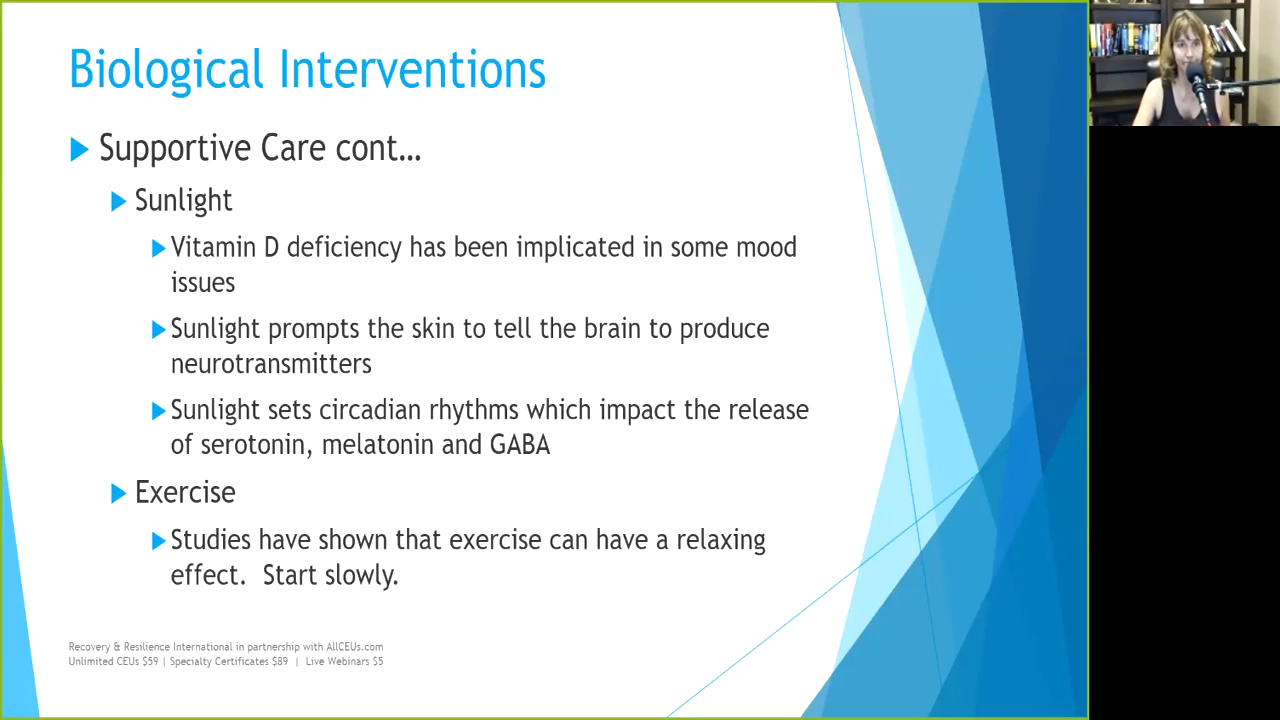 Biological Interventions
Supportive Care cont…
Sunlight
Vitamin D deficiency has been implicated in some mood
issues
Sunlight prompts the skin to tell the brain to produce
neurotransmitters
Sunlight sets circadian rhythms which impact the release
of serotonin, melatonin and GABA
Exercise
Studies have shown that exercise can have a relaxing
effect.  Start slowly.
Recovery & Resilience International in partnership with AllCEUs.com
Unlimited CEUs $59 | Specialty Certificates $89  |  Live Webinars $5